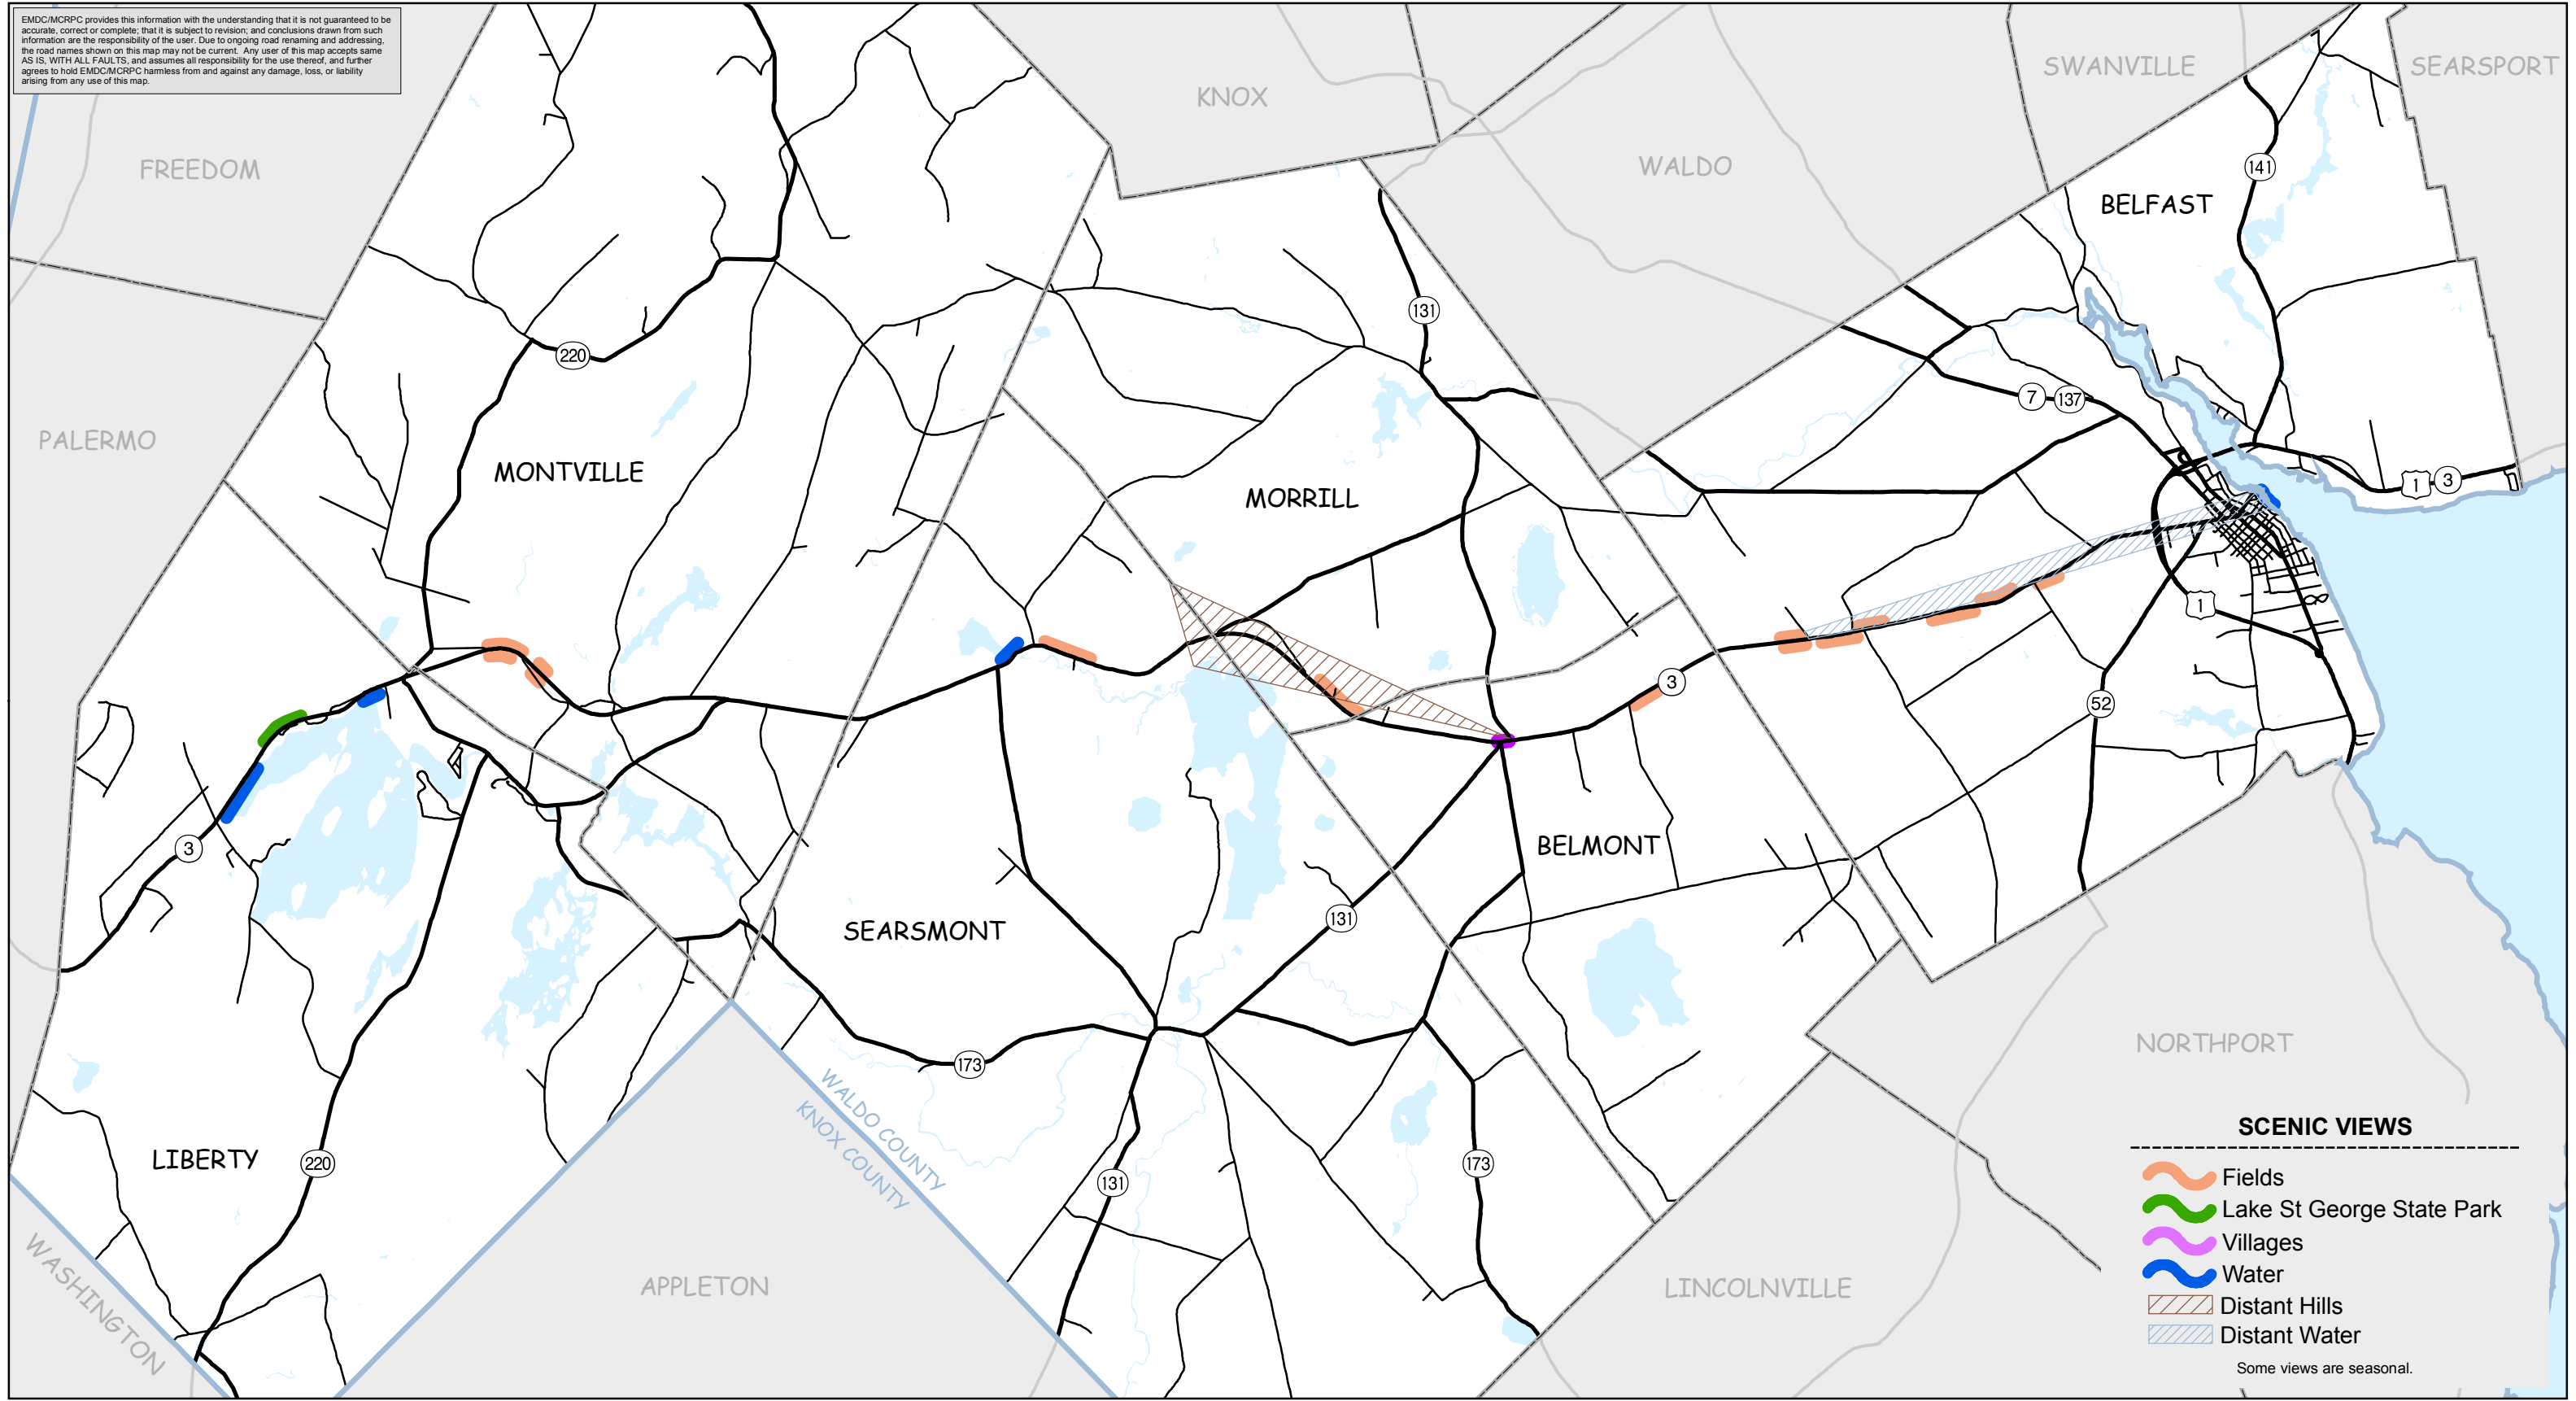 EMDC/MCRPC provides this information with the understanding that it is not guaranteed to be
accurate, correct or complete; that it is subject to revision; and conclusions drawn from such
information are the responsibility of the user. Due to ongoing road renaming and addressing,
the road names shown on this map may not be current. Any user of this map accepts same
AS IS, WITH ALL FAULTS, and assumes all responsibility for the use thereof, and further
agrees to hold EMDC/MCRPC harmless from and against any damage, loss, or liability
arising from any use of this map.
KNOX
SWANVILLE
SEARSPORT
FREEDOM
WALDO
141
BELFAST
131
220
7
137
PALERMO
MONTVILLE
MORRILL
1
3
1
3
52
3
BELMONT
131
SEARSMONT
173
WALDO COUNTY
KNOX COUNTY
NORTHPORT
LIBERTY
220
131
173
WASHINGTON
APPLETON
LINCOLNVILLE
SCENIC VIEWS
Fields
Lake St George State Park
Villages
Water
Distant Hills
Distant Water
Some views are seasonal.